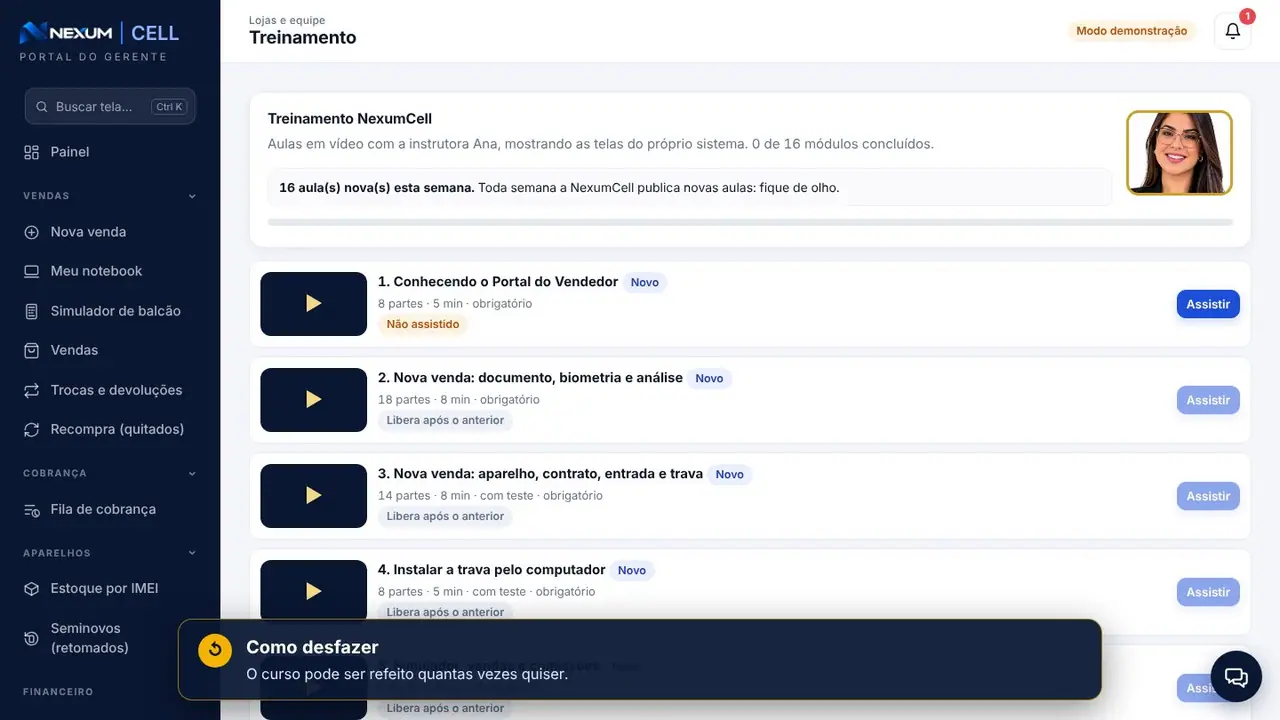 NEXUM | CELL
PORTAL DO GERENTE
Buscar tela... Ctrl K
Painel
VENDAS
Nova venda
Meu notebook
Simulador de balcão
Vendas
Trocas e devoluções
Recompra (quitados)
COBRANÇA
Fila de cobrança
APARELHOS
Estoque por IMEI
Seminovos
(retomados)
FINANCEIRO
Lojas e equipe
Treinamento
Modo demonstração
1
Treinamento NexumCell
Aulas em vídeo com a instrutora Ana, mostrando as telas do próprio sistema. 0 de 16 módulos concluídos.
16 aula(s) nova(s) esta semana. Toda semana a NexumCell publica novas aulas: fique de olho.
1. Conhecendo o Portal do Vendedor Novo
8 partes · 5 min · obrigatório
Não assistido
Assistir
2. Nova venda: documento, biometria e análise Novo
18 partes · 8 min · obrigatório
Libera após o anterior
Assistir
3. Nova venda: aparelho, contrato, entrada e trava Novo
14 partes · 8 min · com teste · obrigatório
Libera após o anterior
Assistir
4. Instalar a trava pelo computador Novo
8 partes · 5 min · com teste · obrigatório
Libera após o anterior
Assistir
Como desfazer
O curso pode ser refeito quantas vezes quiser.
Libera após o anterior